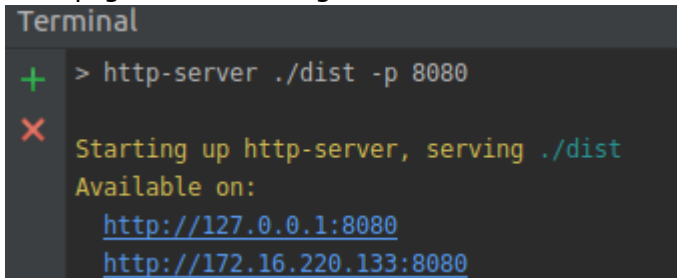 Terminal
> http-server ./dist -p 8080
Starting up http-server, serving ./dist
Available on:
http://127.0.0.1:8080
http://172.16.220.133:8080